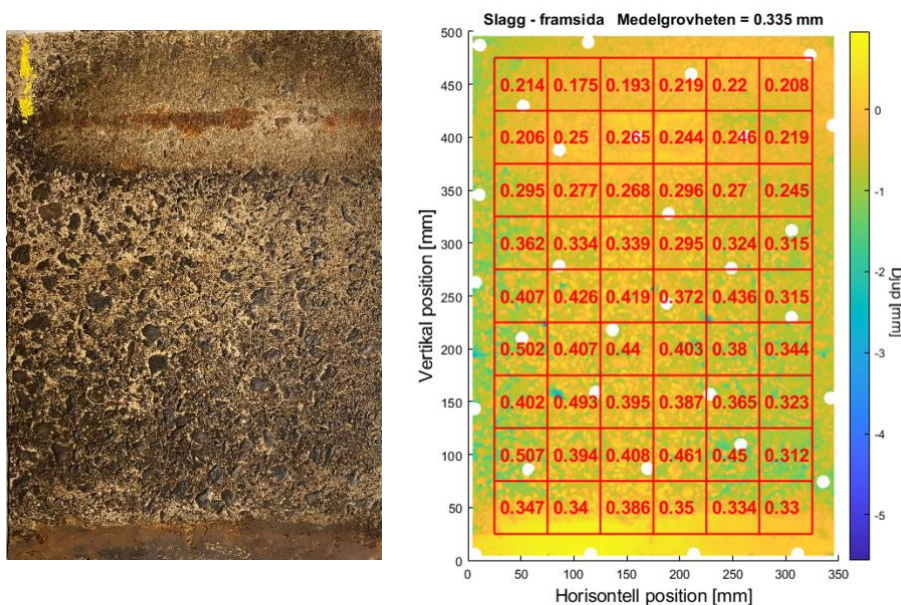 Slagg - framsida Medelgrovheten = 0.335 mm
500
450
400
350
300
250
200
150
100
50
0
Vertikal position [mm]
0.214 0.175 0.193 0.219 0.22 0.208
0.206 0.25 0.265 0.244 0.246 0.219
0.295 0.277 0.268 0.296 0.27 0.245
0.362 0.334 0.339 0.295 0.324 0.315
0.407 0.426 0.419 0.372 0.436 0.315
0.502 0.407 0.44 0.403 0.38 0.344
0.402 0.493 0.395 0.387 0.365 0.323
0.507 0.394 0.408 0.461 0.45 0.312
0.347 0.34 0.386 0.35 0.334 0.33
0 50 100 150 200 250 300 350
Horisontell position [mm]
0
-1
-2
-3
-4
-5
Djup [mm]